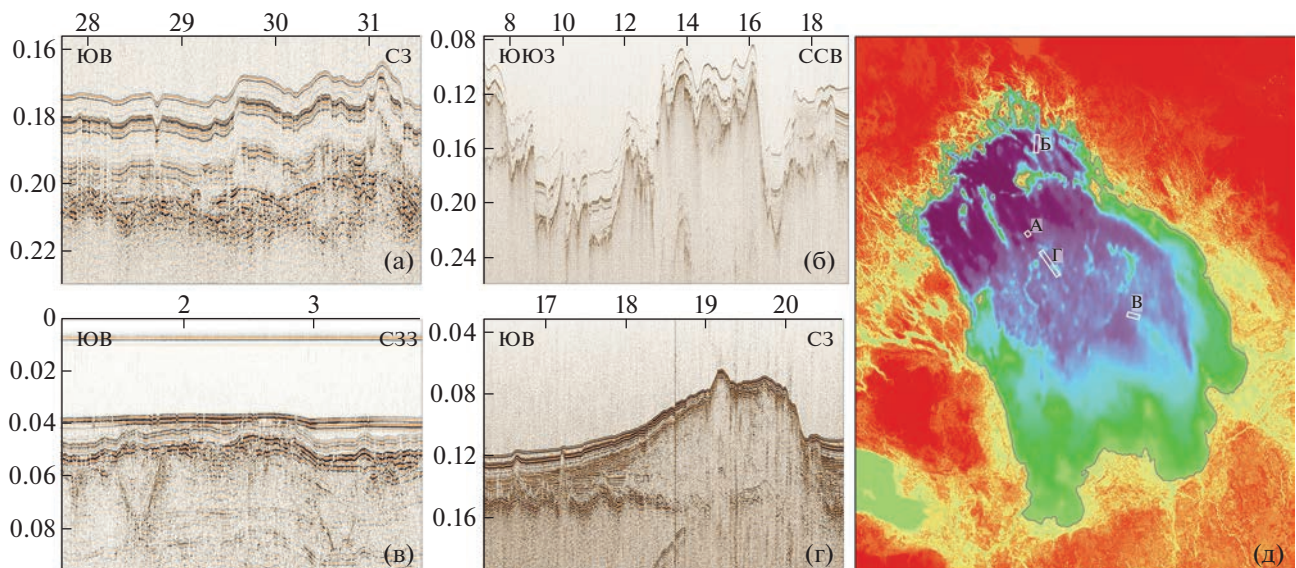 28 29 30 31
0.16
0.18
0.20
0.22
ЮВ СЗ
(а)
8 10 12 14 16 18
0.08
0.12
0.16
0.20
0.24
ЮЮЗ ССВ
(б)
2 3
0
0.02
0.04
0.06
0.08
ЮВ СЗЗ
(в)
17 18 19 20
0.04
0.08
0.12
0.16
ЮВ СЗ
(г)
Б
А
Г
В
(д)